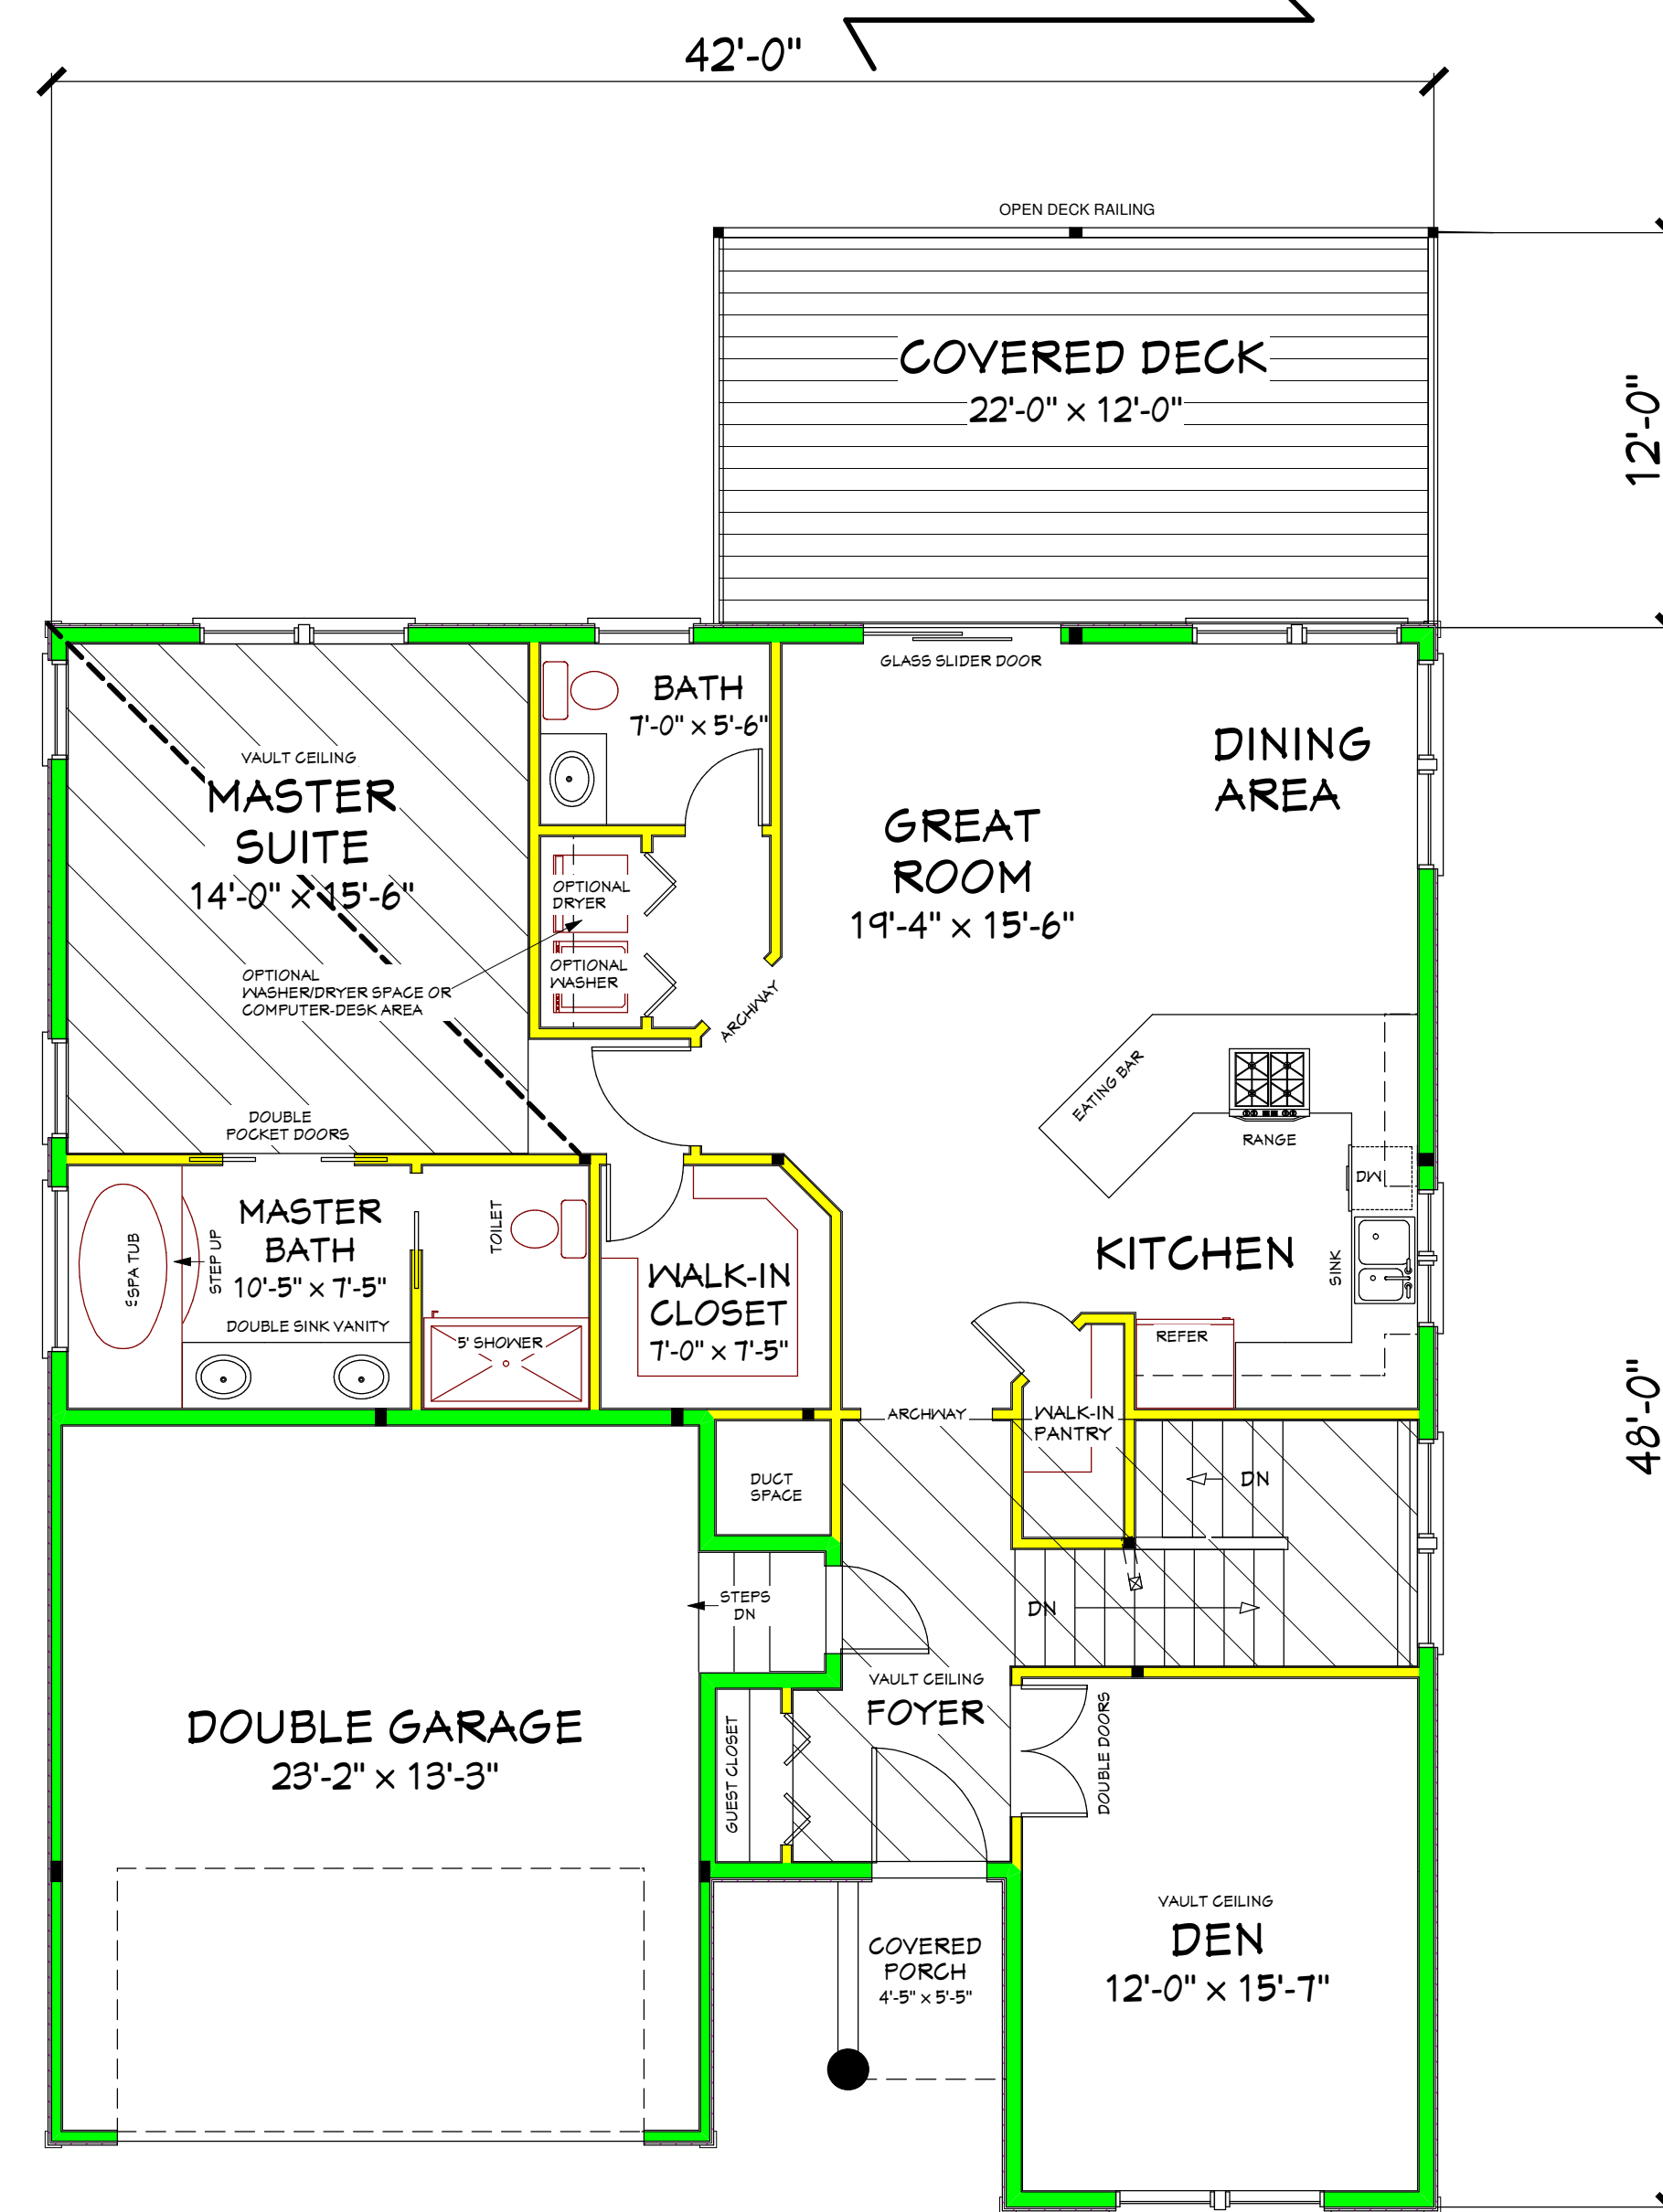 42'-0"
OPEN DECK RAILING
COVERED DECK
22'-0" x 12'-0"
12'-0"
GLASS SLIDER DOOR
BATH
7'-0" x 5'-6"
DINING
AREA
VAULT CEILING
MASTER
SUITE
14'-0" x 15'-6"
GREAT
ROOM
19'-4" x 15'-6"
OPTIONAL
DRYER
OPTIONAL
WASHER
OPTIONAL
WASHER/DRYER SPACE OR
COMPUTER-DESK AREA
ARCHWAY
EATING BAR
RANGE
DOUBLE
POCKET DOORS
DW
MASTER
BATH
10'-5" x 7'-5"
SPA TUB
STEP UP
TOILET
DOUBLE SINK VANITY
5' SHOWER
WALK-IN
CLOSET
7'-0" x 7'-5"
KITCHEN
SINK
REFER
ARCHWAY
WALK-IN
PANTRY
48'-0"
DUCT
SPACE
DN
STEPS
DN
DN
VAULT CEILING
FOYER
DOUBLE DOORS
GUEST CLOSET
DOUBLE GARAGE
23'-2" x 13'-3"
VAULT CEILING
DEN
12'-0" x 15'-7"
COVERED
PORCH
4'-5" x 5'-5"